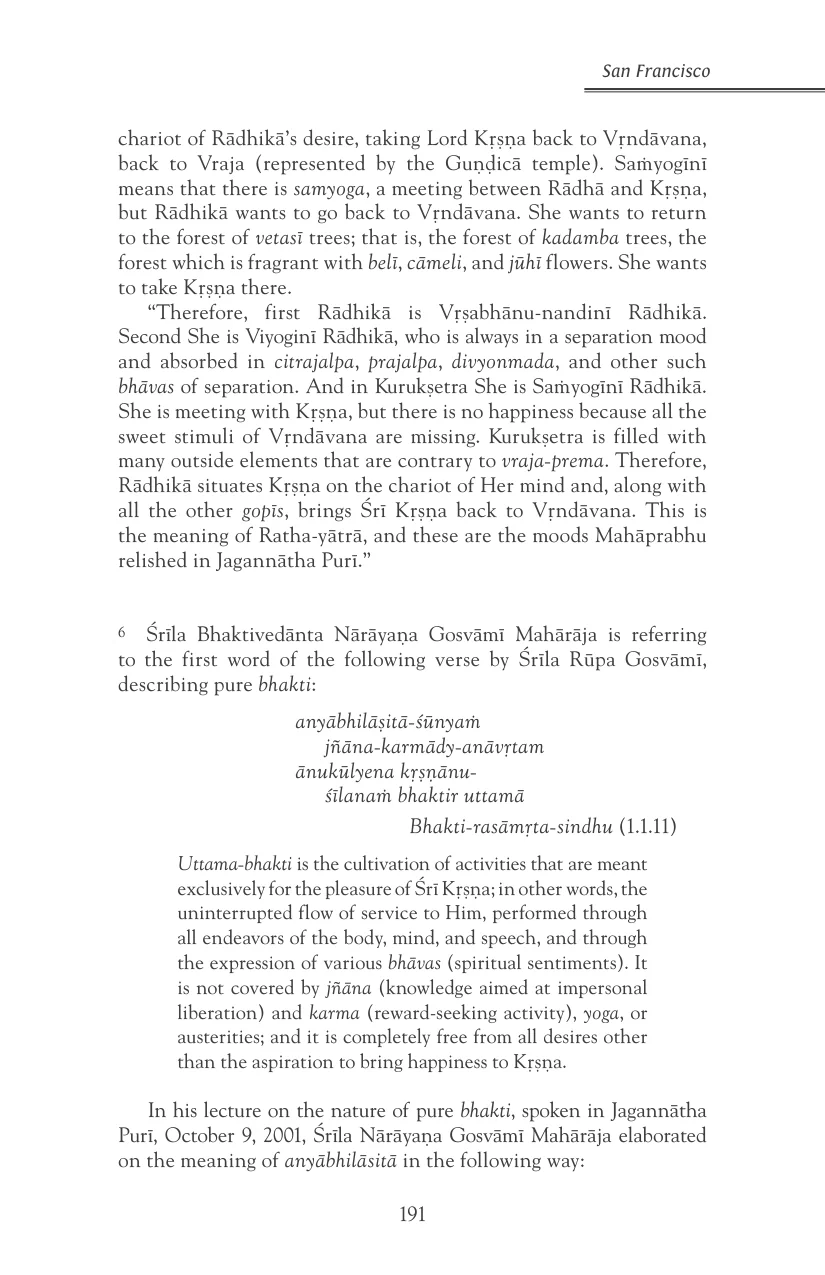 San Francisco
chariot of Rādhikā’s desire, taking Lord Kṛṣṇa back to Vṛndāvana,
back to Vraja (represented by the Guṇḍicā temple). Saṁyogīnī
means that there is samyoga, a meeting between Rādhā and Kṛṣṇa,
but Rādhikā wants to go back to Vṛndāvana. She wants to return
to the forest of vetasī trees; that is, the forest of kadamba trees, the
forest which is fragrant with belī, cāmeli, and jūhī flowers. She wants
to take Kṛṣṇa there.
“Therefore, first Rādhikā is Vṛṣabhānu-nandinī Rādhikā.
Second She is Viyoginī Rādhikā, who is always in a separation mood
and absorbed in citrajalpa, prajalpa, divyonmada, and other such
bhāvas of separation. And in Kurukṣetra She is Saṁyogīnī Rādhikā.
She is meeting with Kṛṣṇa, but there is no happiness because all the
sweet stimuli of Vṛndāvana are missing. Kurukṣetra is filled with
many outside elements that are contrary to vraja-prema. Therefore,
Rādhikā situates Kṛṣṇa on the chariot of Her mind and, along with
all the other gopīs, brings Śrī Kṛṣṇa back to Vṛndāvana. This is
the meaning of Ratha-yātrā, and these are the moods Mahāprabhu
relished in Jagannātha Purī.”
6 Śrīla Bhaktivedānta Nārāyaṇa Gosvāmī Mahārāja is referring
to the first word of the following verse by Śrīla Rūpa Gosvāmī,
describing pure bhakti:
anyābhilāṣitā-śūnyaṁ
jñāna-karmādy-anāvṛtam
ānukūlyena kṛṣṇānu-
śīlanaṁ bhaktir uttamā
Bhakti-rasāmṛta-sindhu (1.1.11)
Uttama-bhakti is the cultivation of activities that are meant
exclusively for the pleasure of Śrī Kṛṣṇa; in other words, the
uninterrupted flow of service to Him, performed through
all endeavors of the body, mind, and speech, and through
the expression of various bhāvas (spiritual sentiments). It
is not covered by jñāna (knowledge aimed at impersonal
liberation) and karma (reward-seeking activity), yoga, or
austerities; and it is completely free from all desires other
than the aspiration to bring happiness to Kṛṣṇa.
In his lecture on the nature of pure bhakti, spoken in Jagannātha
Purī, October 9, 2001, Śrīla Nārāyaṇa Gosvāmī Mahārāja elaborated
on the meaning of anyābhilāsitā in the following way:
191